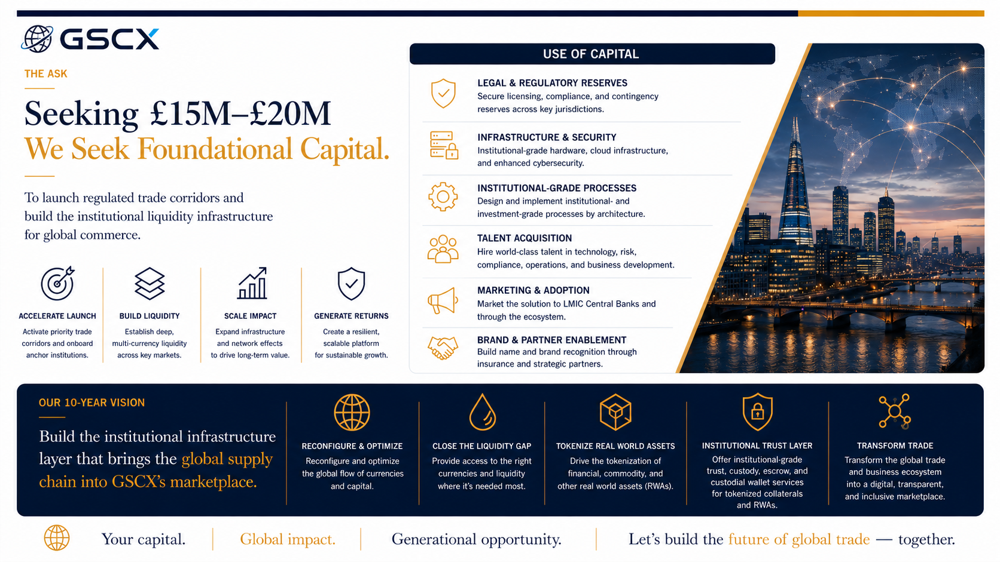 GSCX
THE ASK
Seeking £15M–£20M
We Seek Foundational Capital.
To launch regulated trade corridors and
build the institutional liquidity infrastructure
for global commerce.
ACCELERATE LAUNCH
Activate priority trade
corridors and onboard
anchor institutions.
BUILD LIQUIDITY
Establish deep,
multi-currency liquidity
across key markets.
SCALE IMPACT
Expand infrastructure
and network effects
to drive long-term value.
GENERATE RETURNS
Create a resilient,
scalable platform
for sustainable growth.
USE OF CAPITAL
LEGAL & REGULATORY RESERVES
Secure licensing, compliance, and contingency
reserves across key jurisdictions.
INFRASTRUCTURE & SECURITY
Institutional-grade hardware, cloud infrastructure,
and enhanced cybersecurity.
INSTITUTIONAL-GRADE PROCESSES
Design and implement institutional- and
investment-grade processes by architecture.
TALENT ACQUISITION
Hire world-class talent in technology, risk,
compliance, operations, and business development.
MARKETING & ADOPTION
Market the solution to LMIC Central Banks and
through the ecosystem.
BRAND & PARTNER ENABLEMENT
Build name and brand recognition through
insurance and strategic partners.
OUR 10-YEAR VISION
Build the institutional infrastructure
layer that brings the global supply
chain into GSCX's marketplace.
RECONFIGURE & OPTIMIZE
Reconfigure and optimize
the global flow of currencies
and capital.
CLOSE THE LIQUIDITY GAP
Provide access to the right
currencies and liquidity
where it's needed most.
TOKENIZE REAL WORLD ASSETS
Drive the tokenization of
financial, commodity, and
other real world assets (RWAs).
INSTITUTIONAL TRUST LAYER
Offer institutional-grade
trust, custody, escrow, and
custodial wallet services
for tokenized collaterals
and RWAs.
TRANSFORM TRADE
Transform the global trade
and business ecosystem
into a digital, transparent,
and inclusive marketplace.
Your capital.
Global impact.
Generational opportunity.
Let's build the future of global trade — together.